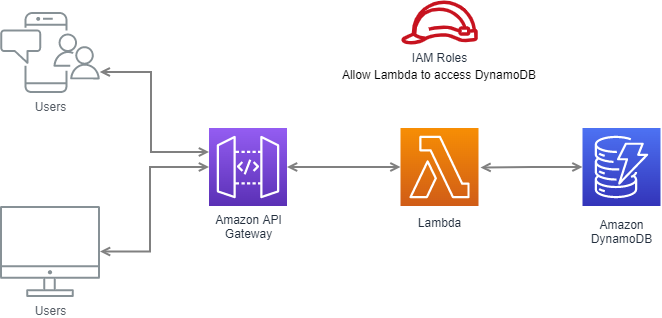 IAM Roles
Allow Lambda to access DynamoDB
Users
</>
Amazon API
Gateway
Lambda
Amazon
DynamoDB
Users